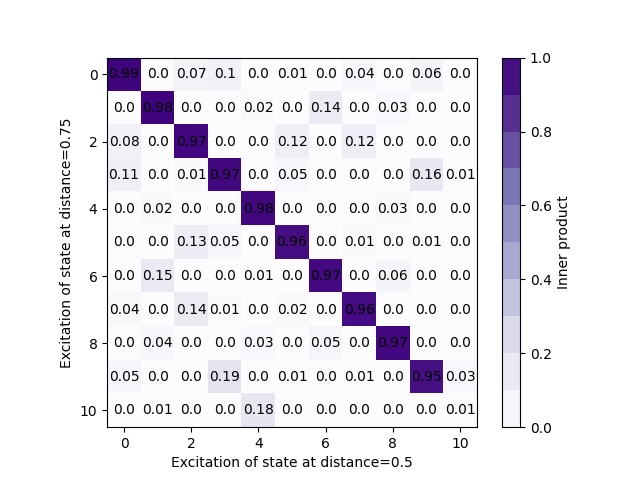 0 0.99 0.0 0.07 0.1 0.0 0.01 0.0 0.04 0.0 0.06 0.0
0.0 0.98 0.0 0.0 0.02 0.0 0.14 0.0 0.03 0.0 0.0
2 0.08 0.0 0.97 0.0 0.0 0.12 0.0 0.12 0.0 0.0 0.0
0.11 0.0 0.01 0.97 0.0 0.05 0.0 0.0 0.0 0.16 0.01
4 0.0 0.02 0.0 0.0 0.98 0.0 0.0 0.0 0.03 0.0 0.0
0.0 0.0 0.13 0.05 0.0 0.96 0.0 0.01 0.0 0.01 0.0
6 0.0 0.15 0.0 0.0 0.01 0.0 0.97 0.0 0.06 0.0 0.0
0.04 0.0 0.14 0.01 0.0 0.02 0.0 0.96 0.0 0.0 0.0
8 0.0 0.04 0.0 0.0 0.03 0.0 0.05 0.0 0.97 0.0 0.0
0.05 0.0 0.0 0.19 0.0 0.01 0.0 0.01 0.0 0.95 0.03
10 0.0 0.01 0.0 0.0 0.18 0.0 0.0 0.0 0.0 0.0 0.01
0 2 4 6 8 10
Excitation of state at distance=0.5
Excitation of state at distance=0.75
1.0
0.8
0.6
0.4
0.2
0.0
Inner product